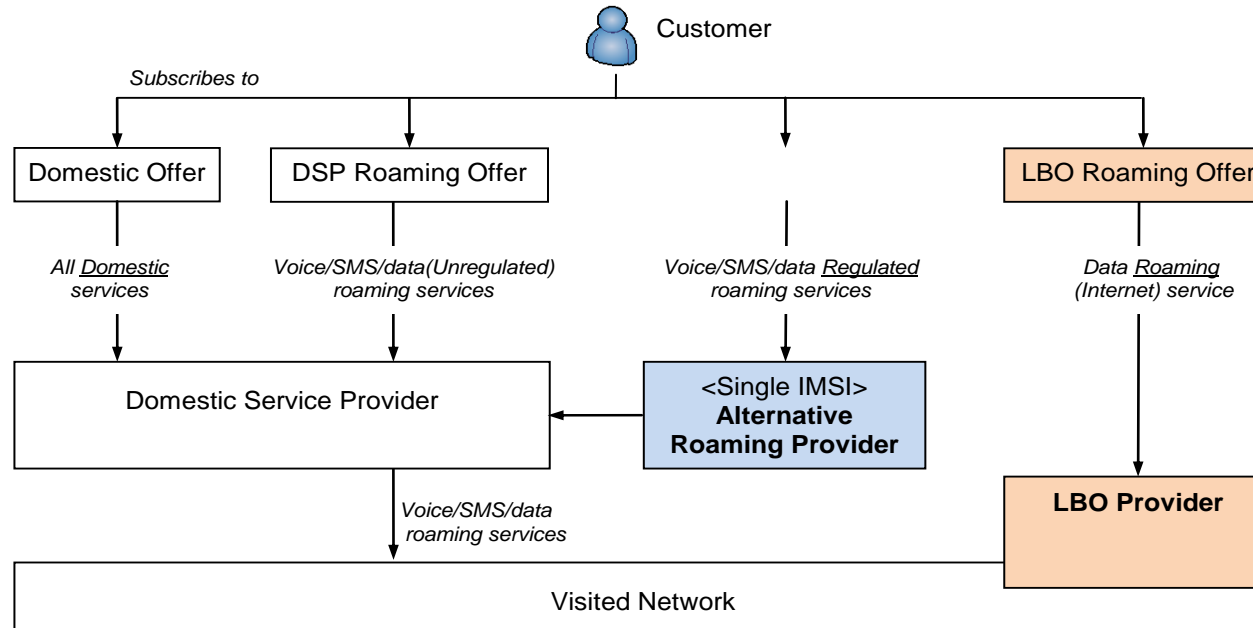 Customer
Subscribes to
Domestic Offer
DSP Roaming Offer
LBO Roaming Offer
All Domestic
services
Voice/SMS/data(Unregulated)
roaming services
Voice/SMS/data Regulated
roaming services
Data Roaming
(Internet) service
Domestic Service Provider
<Single IMSI>
Alternative
Roaming Provider
LBO Provider
Voice/SMS/data
roaming services
Visited Network